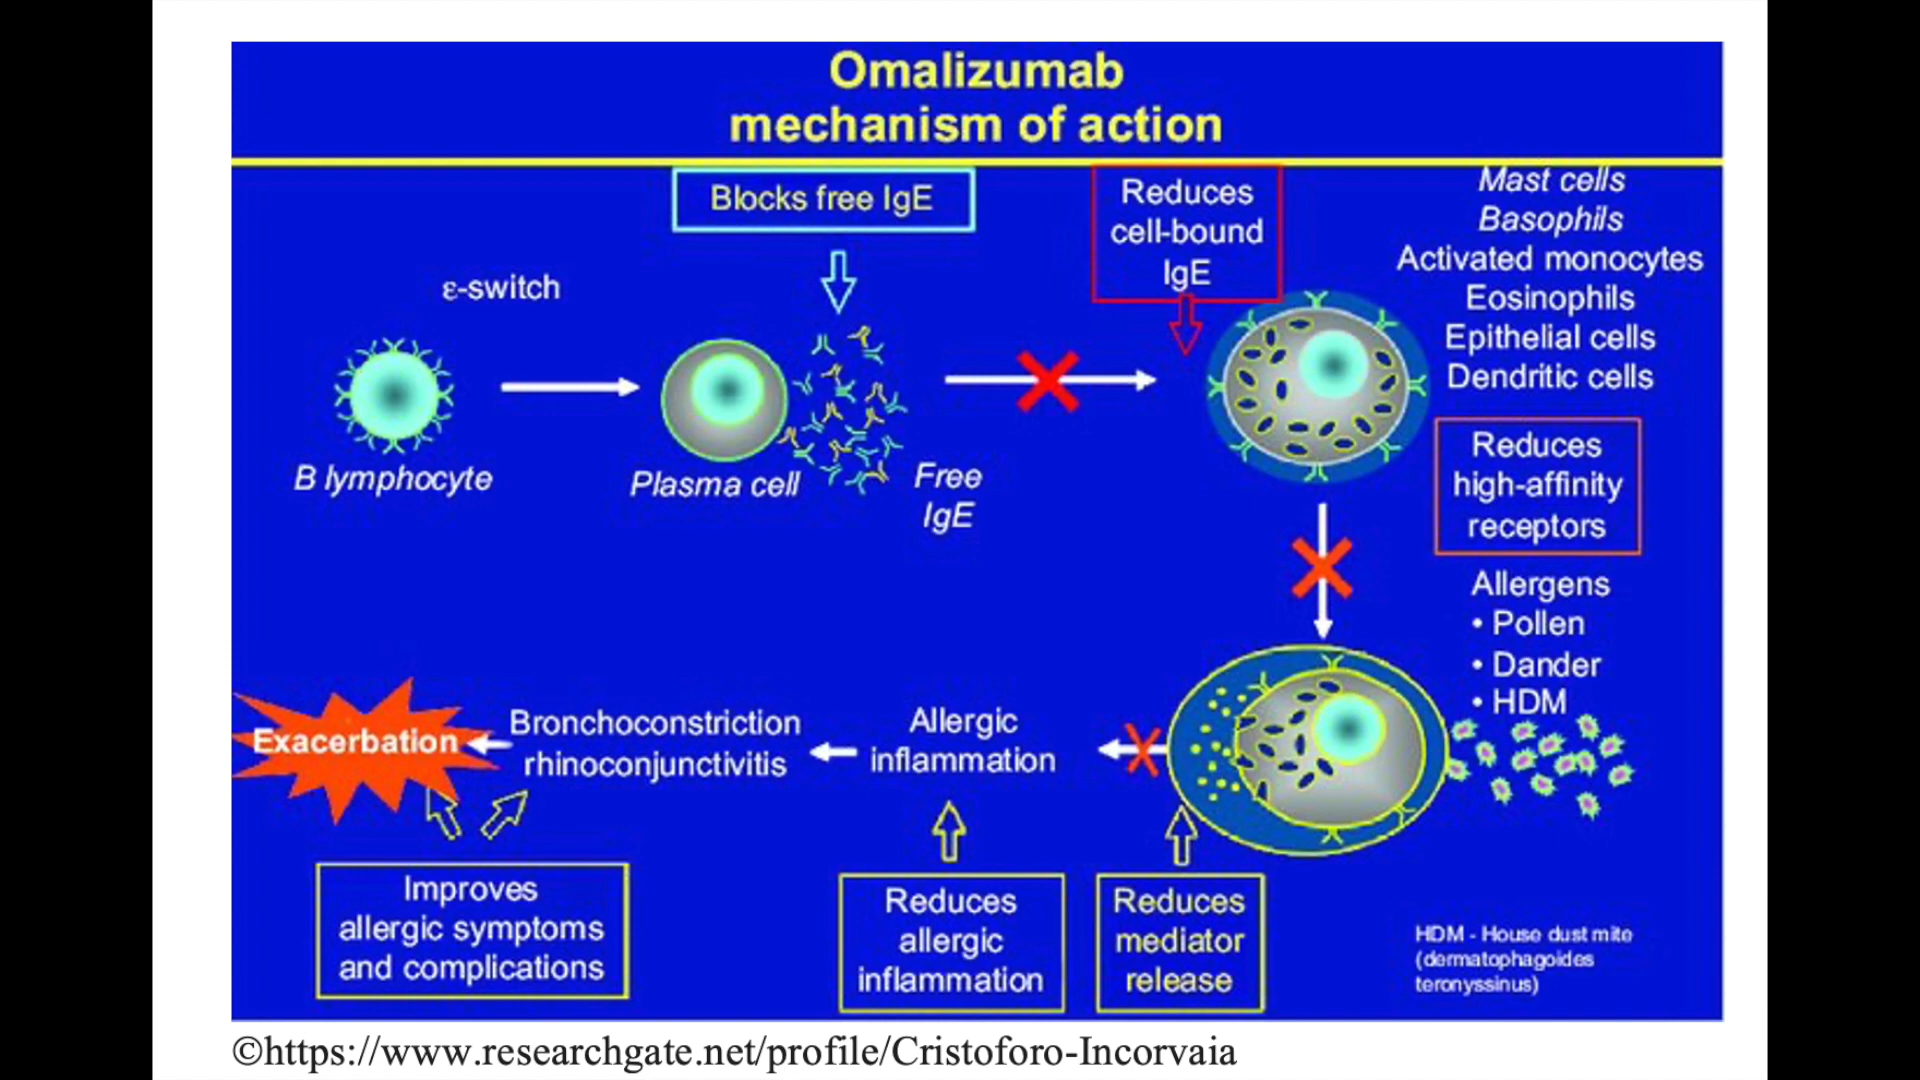 Omalizumab
mechanism of action
Blocks free IgE
Reduces
cell-bound
IgE
Mast cells
Basophils
Activated monocytes
Eosinophils
Epithelial cells
Dendritic cells
ε-switch
B lymphocyte
Plasma cell
Free
IgE
Reduces
high-affinity
receptors
Allergens
• Pollen
• Dander
• HDM
Exacerbation
Bronchoconstriction
rhinoconjunctivitis
Allergic
inflammation
Improves
allergic symptoms
and complications
Reduces
allergic
inflammation
Reduces
mediator
release
HDM - House dust mite
(dermatophagoides
teronyssinus)
©https://www.researchgate.net/profile/Cristoforo-Incorvaia